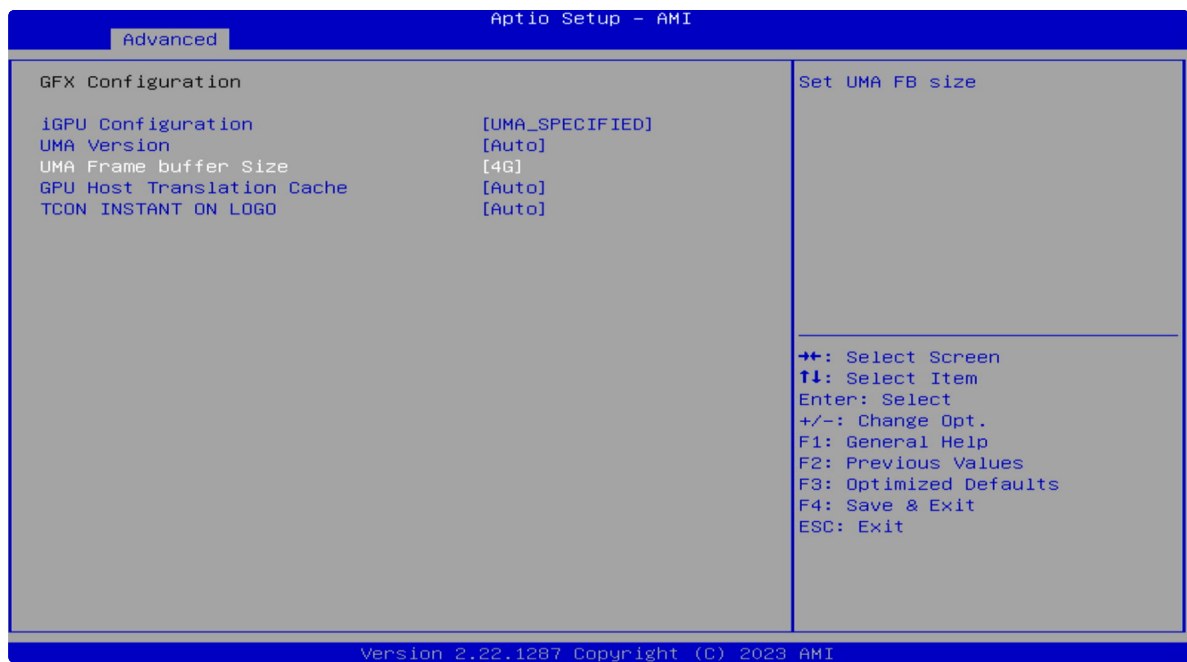 Aptio Setup – AMI
Advanced
GFX Configuration
iGPU Configuration [UMA_SPECIFIED]
UMA Version [Auto]
UMA Frame buffer Size [4G]
GPU Host Translation Cache [Auto]
TCON INSTANT ON LOGO [Auto]
Set UMA FB size
→←: Select Screen
↑↓: Select Item
Enter: Select
+/-: Change Opt.
F1: General Help
F2: Previous Values
F3: Optimized Defaults
F4: Save & Exit
ESC: Exit
Version 2.22.1287 Copyright (C) 2023 AMI